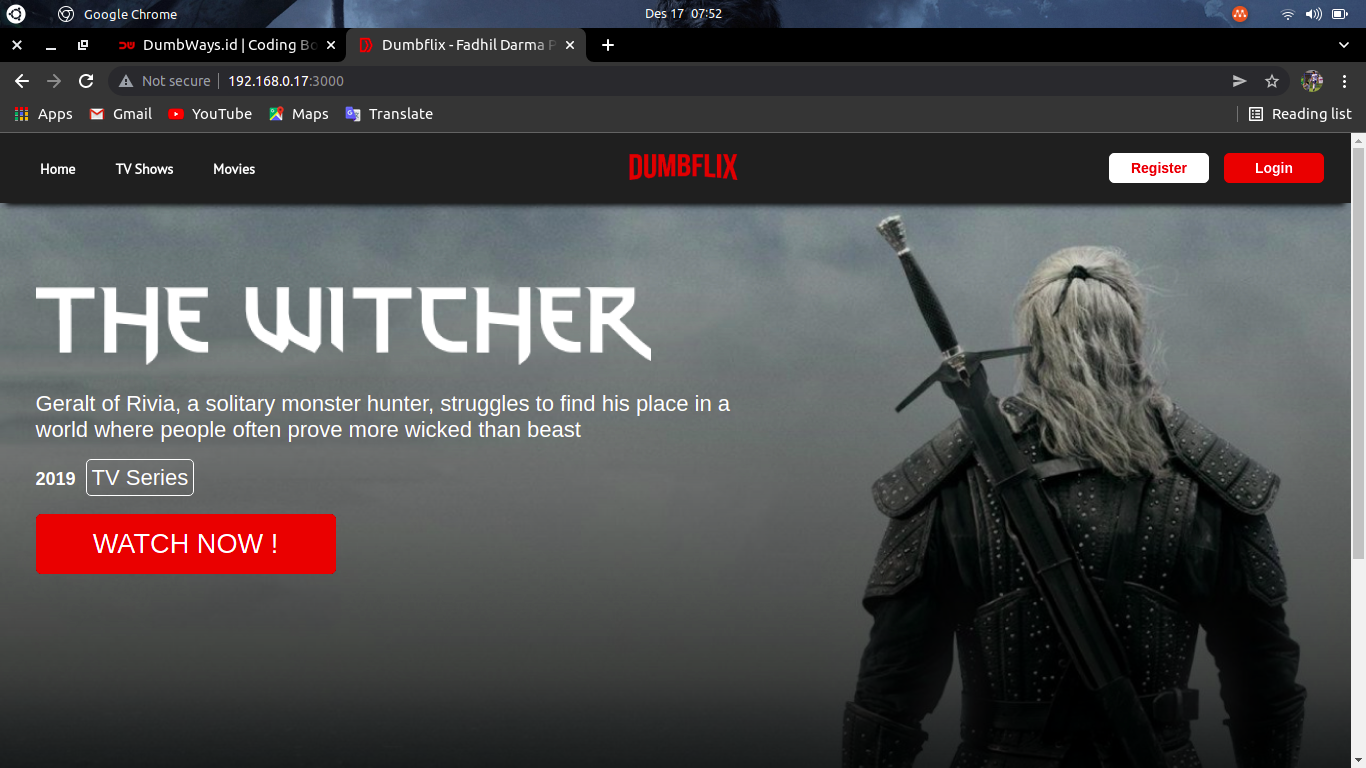 Google Chrome
Des 17 07:52
DumbWays.id | Coding Bo
Dumbflix - Fadhil Darma P
Not secure
192.168.0.17:3000
Apps
Gmail
YouTube
Maps
Translate
Reading list
Home
TV Shows
Movies
DUMBFLIX
Register
Login
THE WITCHER
Geralt of Rivia, a solitary monster hunter, struggles to find his place in a
world where people often prove more wicked than beast
2019 TV Series
WATCH NOW !